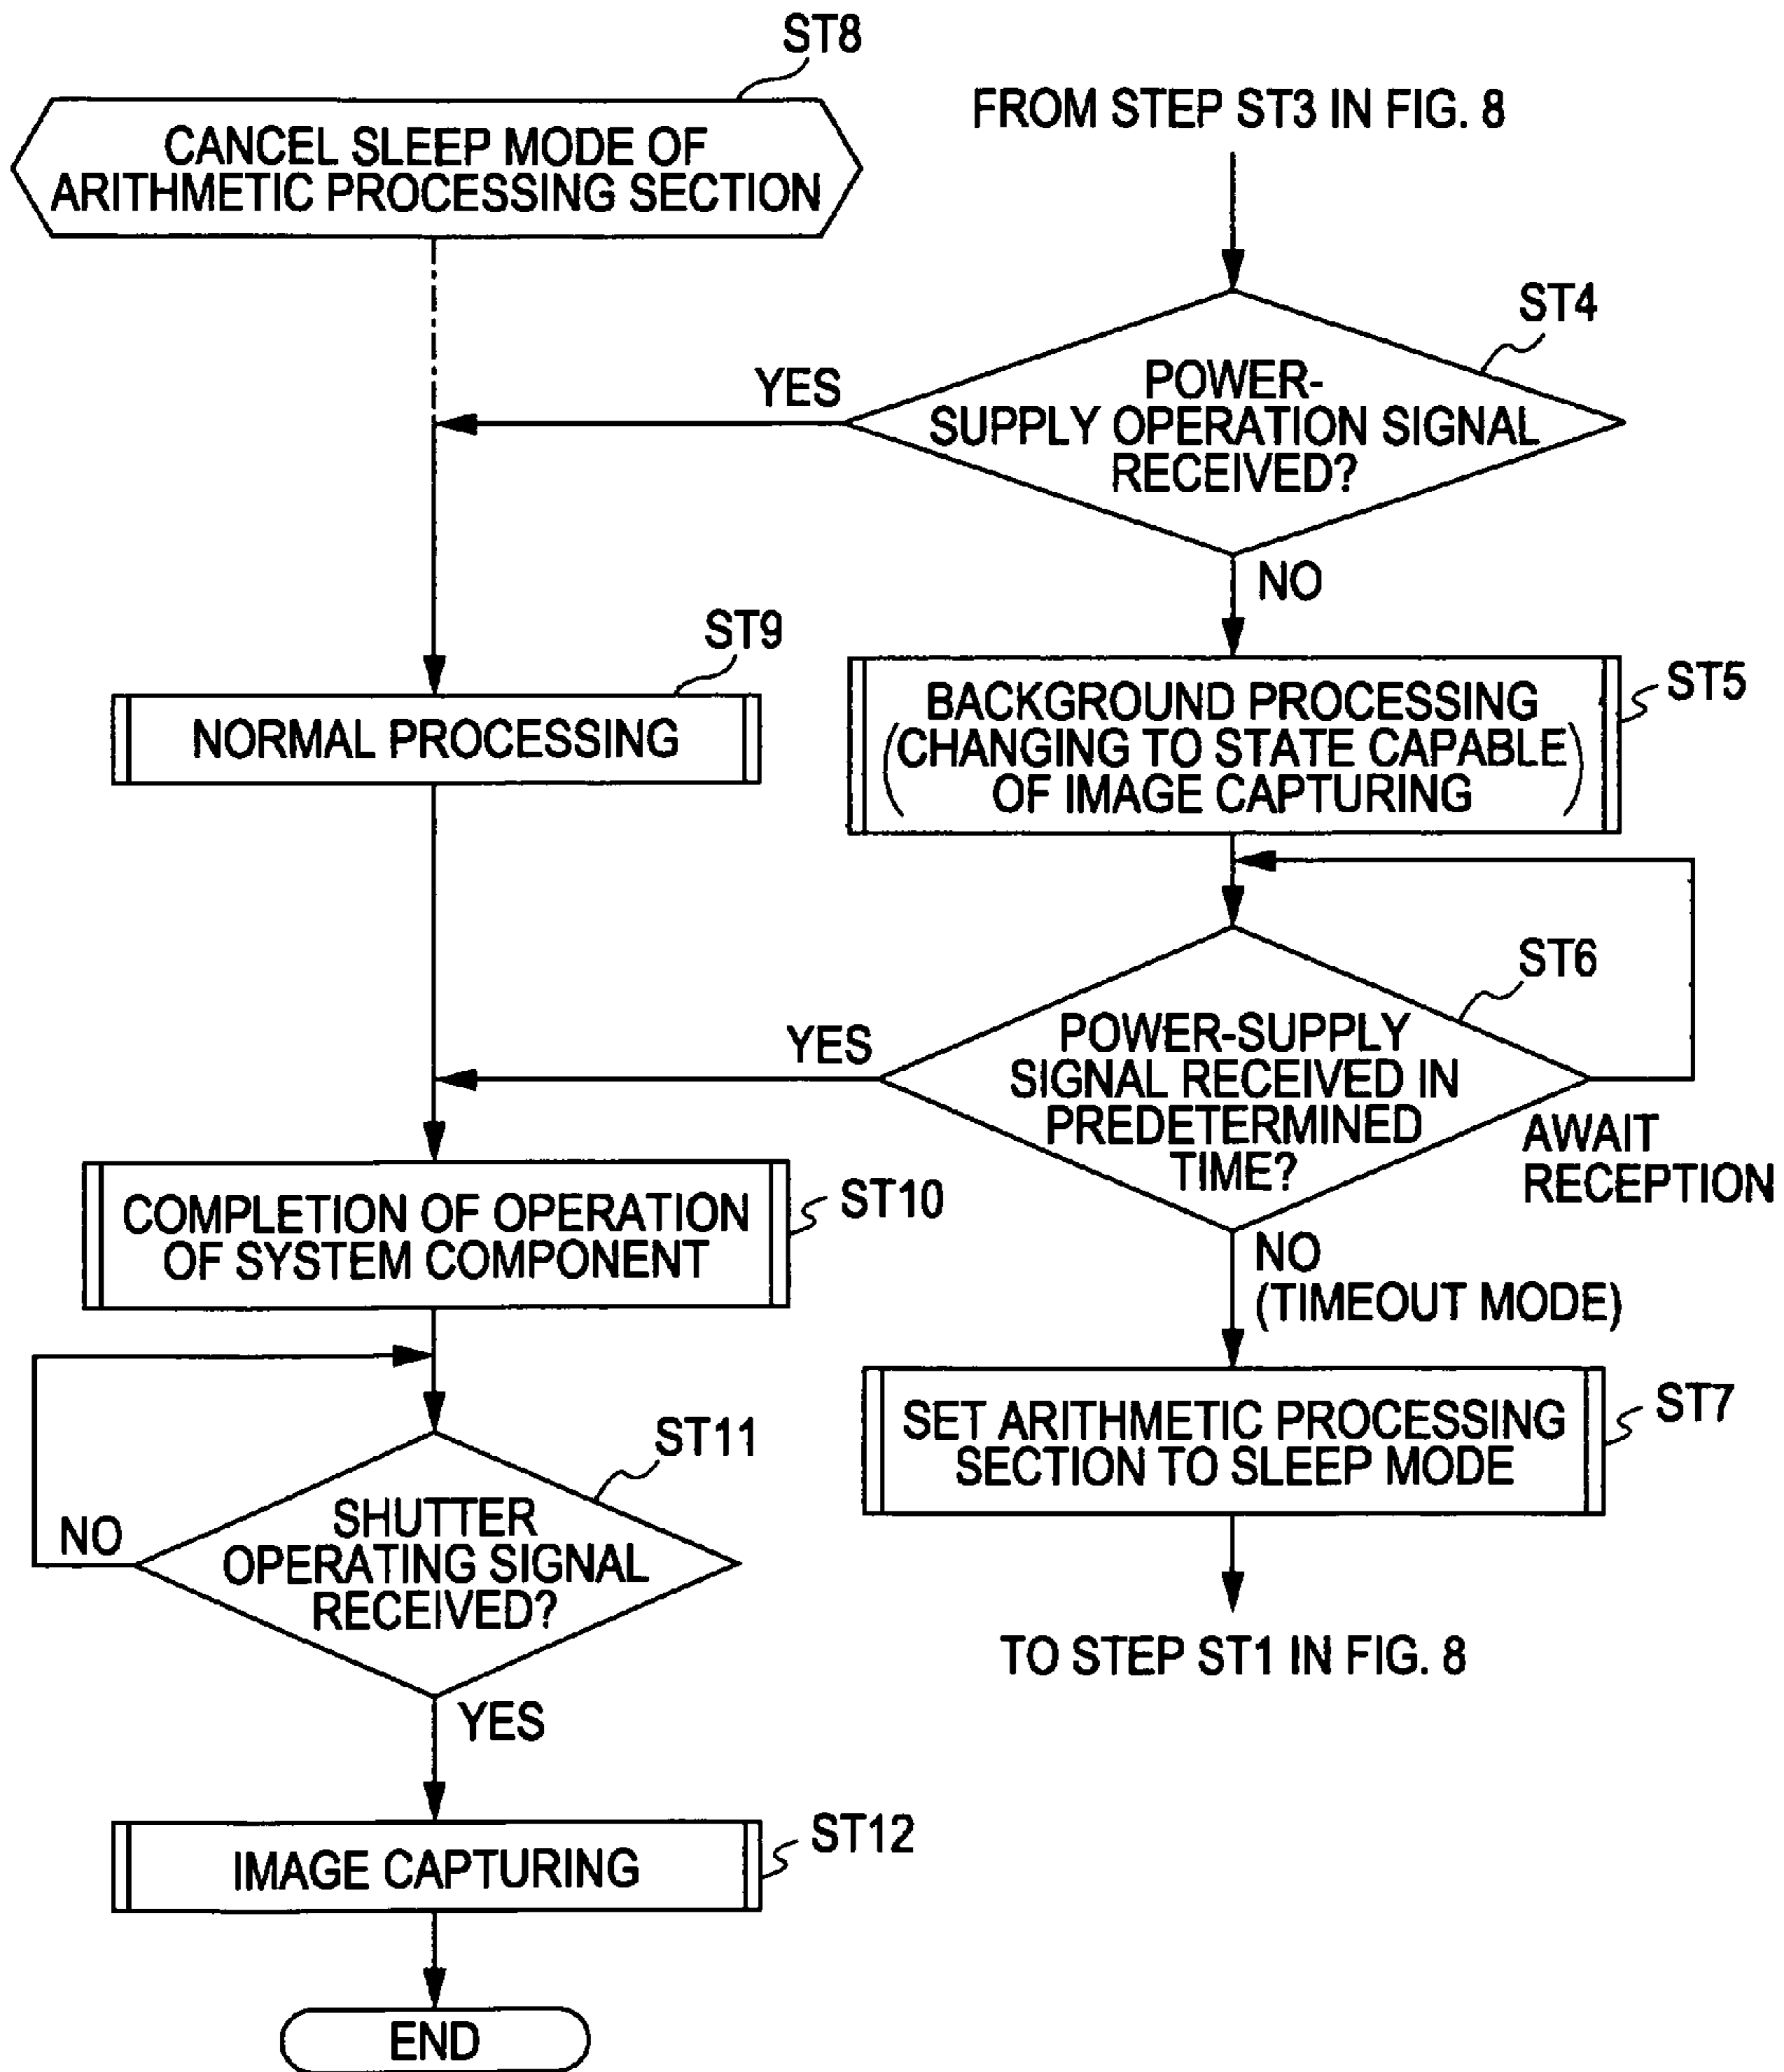 ST8
CANCEL SLEEP MODE OF
ARITHMETIC PROCESSING SECTION
FROM STEP ST3 IN FIG. 8
ST4
POWER-
SUPPLY OPERATION SIGNAL
RECEIVED?
YES
NO
ST9
NORMAL PROCESSING
ST5
BACKGROUND PROCESSING
(CHANGING TO STATE CAPABLE
OF IMAGE CAPTURING)
ST6
POWER-SUPPLY
SIGNAL RECEIVED IN
PREDETERMINED
TIME?
YES
AWAIT
RECEPTION
NO
(TIMEOUT MODE)
ST10
COMPLETION OF OPERATION
OF SYSTEM COMPONENT
ST7
SET ARITHMETIC PROCESSING
SECTION TO SLEEP MODE
TO STEP ST1 IN FIG. 8
ST11
SHUTTER
OPERATING SIGNAL
RECEIVED?
NO
YES
ST12
IMAGE CAPTURING
END